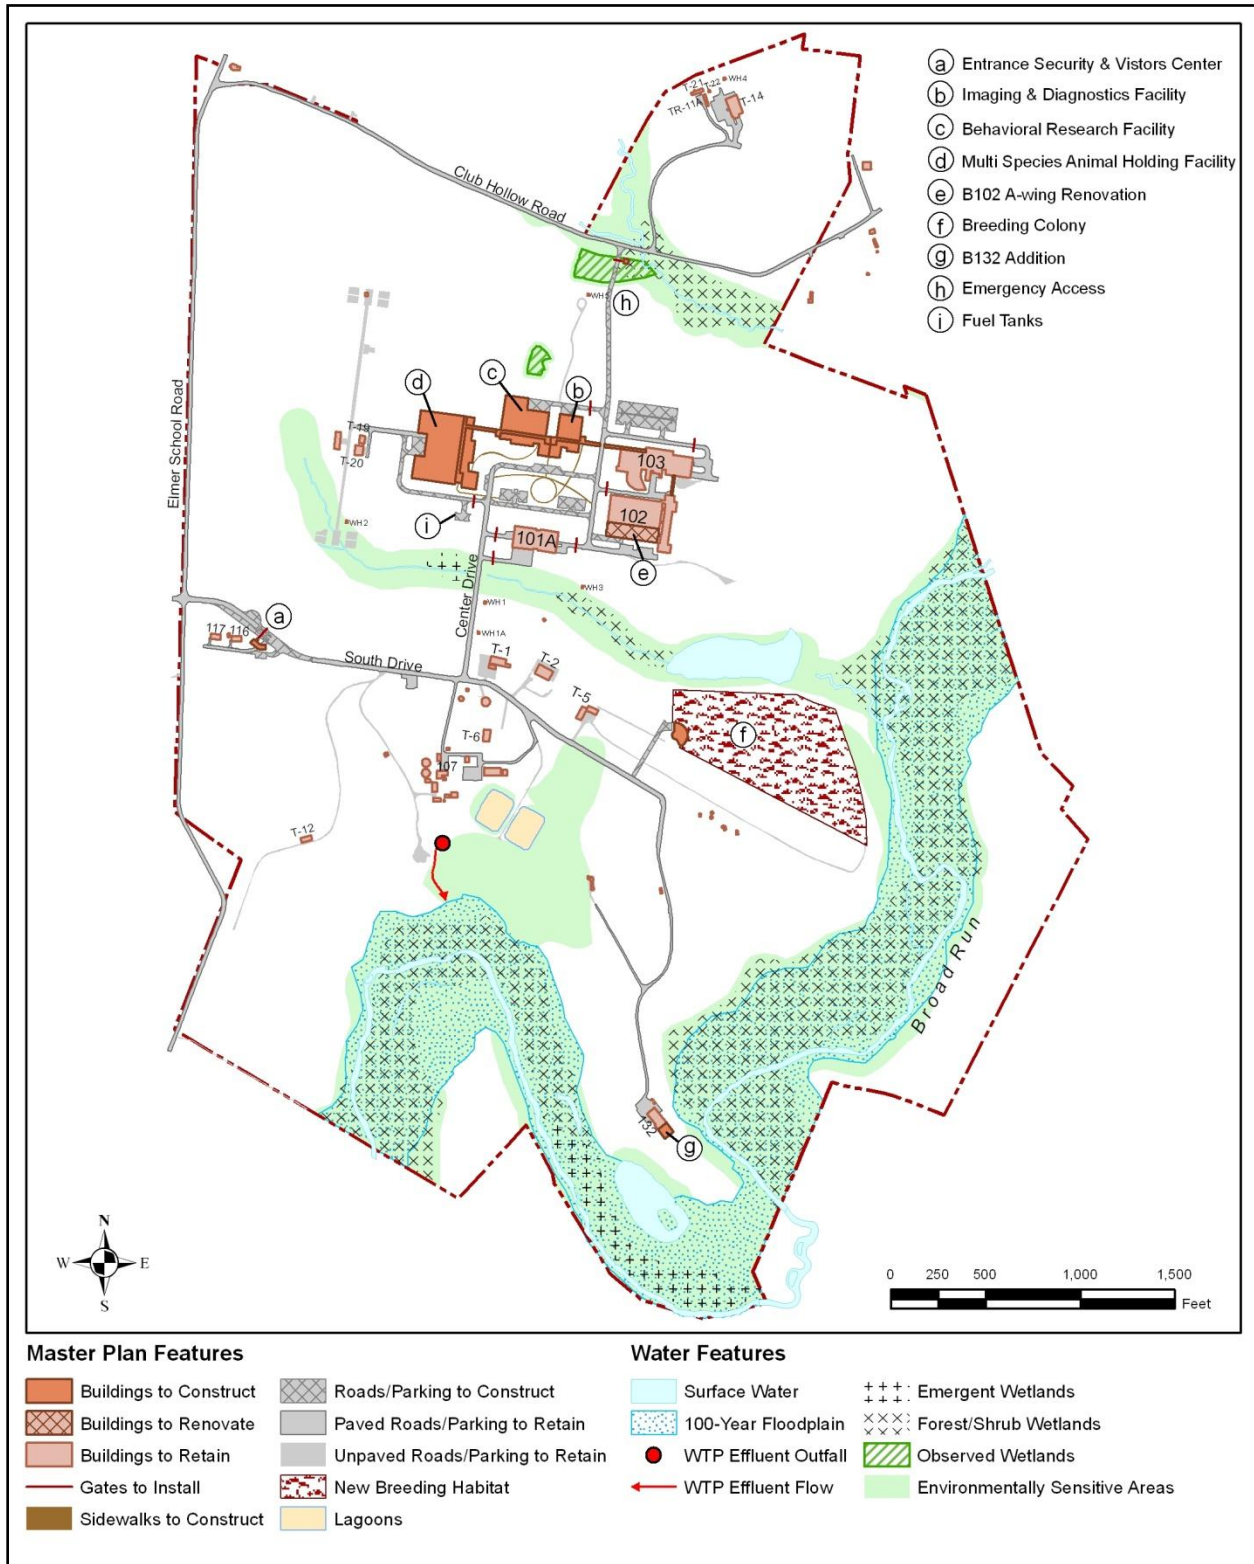 a Entrance Security & Vistors Center
b Imaging & Diagnostics Facility
c Behavioral Research Facility
d Multi Species Animal Holding Facility
e B102 A-wing Renovation
f Breeding Colony
g B132 Addition
h Emergency Access
i Fuel Tanks
T-21
T-22
WH4
TR-11A
T-14
Club Hollow Road
WH5
h
Elmer School Road
d
c
b
T-19
T-20
103
102
WH2
i
101A
e
Center Drive
WH3
WH1
WH1A
a
117
116
South Drive
T-1
T-2
T-5
T-6
f
107
T-12
Broad Run
132
g
N
W
E
S
0 250 500 1,000 1,500
Feet
Master Plan Features
Buildings to Construct
Buildings to Renovate
Buildings to Retain
Gates to Install
Sidewalks to Construct
Roads/Parking to Construct
Paved Roads/Parking to Retain
Unpaved Roads/Parking to Retain
New Breeding Habitat
Lagoons
Water Features
Surface Water
100-Year Floodplain
WTP Effluent Outfall
WTP Effluent Flow
Emergent Wetlands
Forest/Shrub Wetlands
Observed Wetlands
Environmentally Sensitive Areas